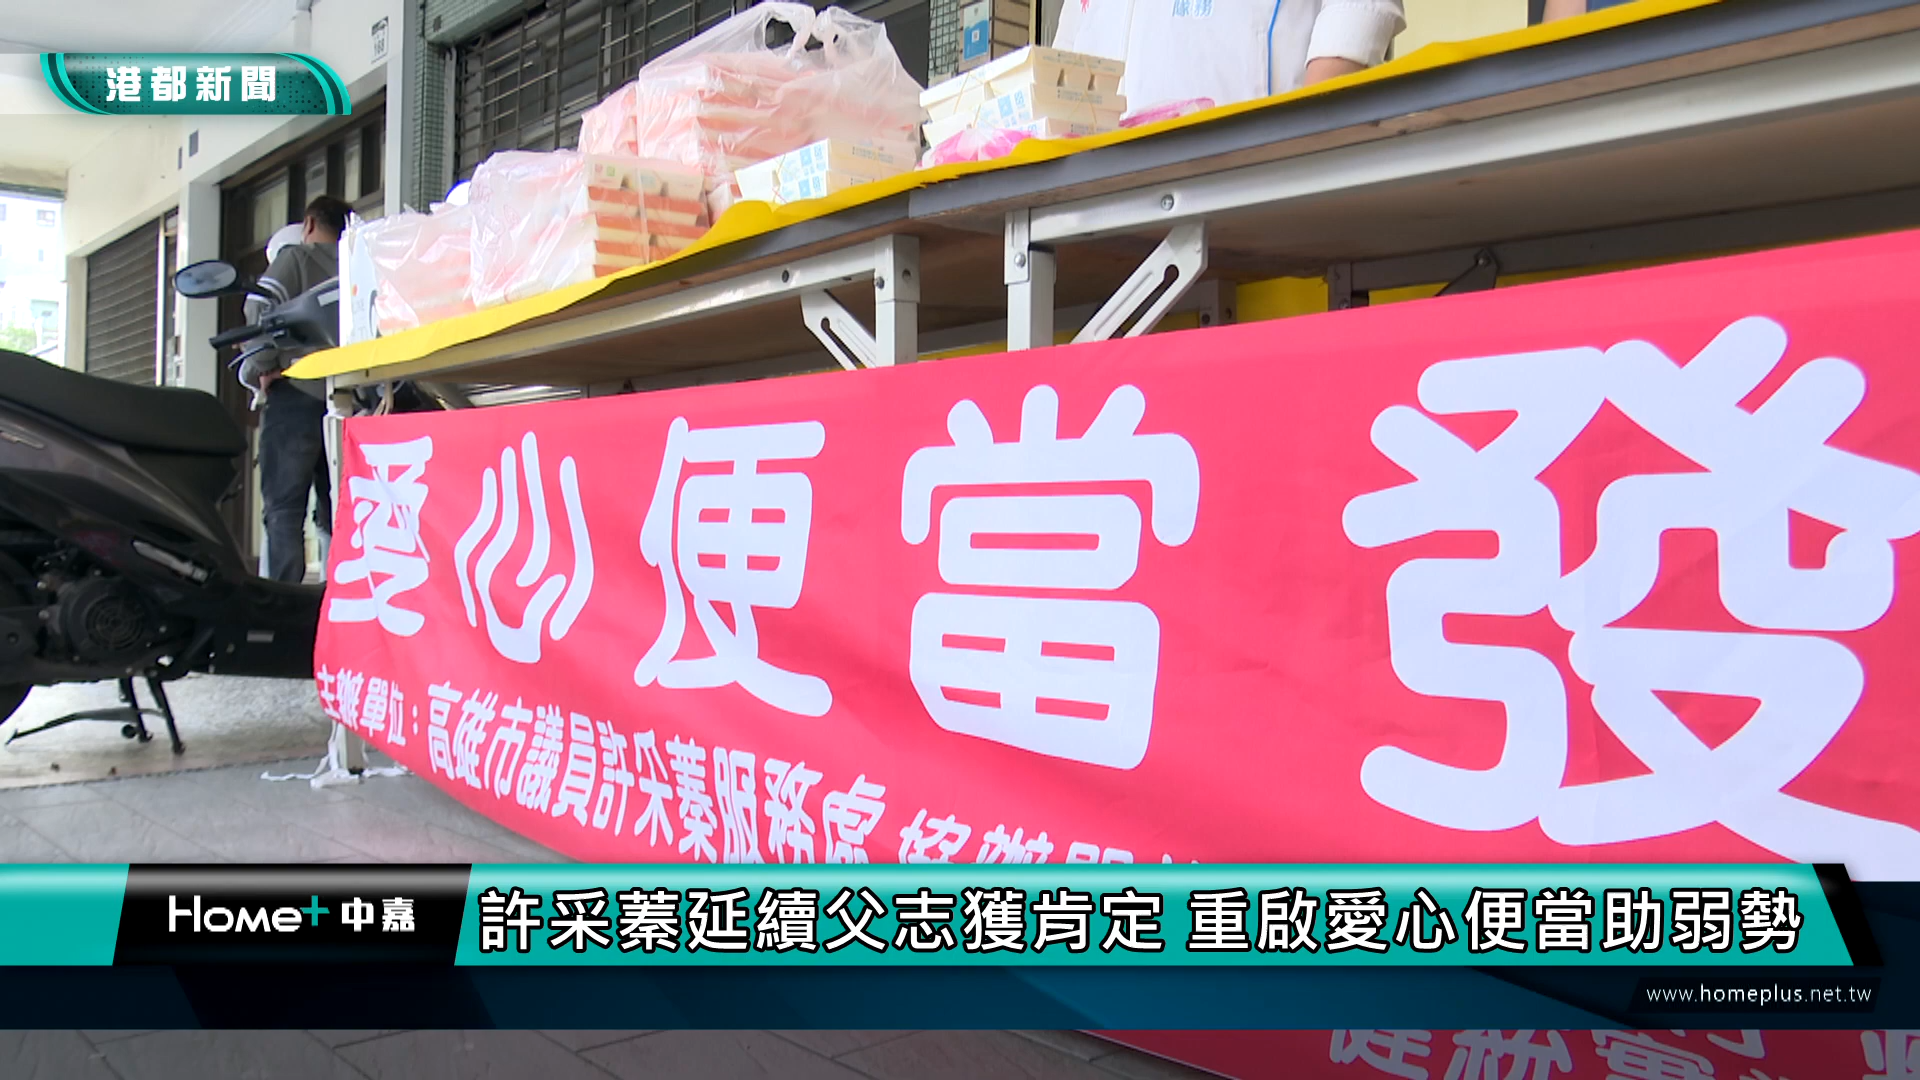 港都新聞
愛心便當 發
主辦單位：高雄市議員許采蓁服務處 協辦
Home+ 中嘉
許采蓁延續父志獲肯定 重啟愛心便當助弱勢
www.homeplus.net.tw